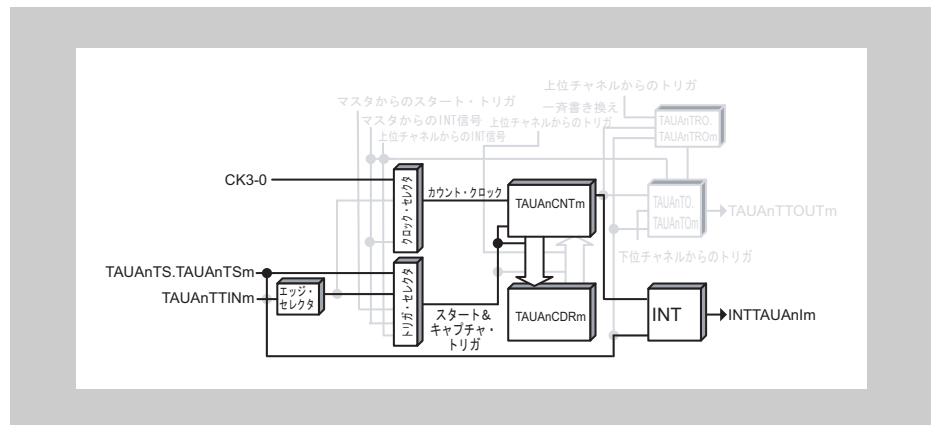 上位チャネルからのトリガ
マスタからのスタート・トリガ
一斉書き換え
マスタからのINT信号
上位チャネルからのトリガ
上位チャネルからのINT信号
TAUAnTRO.
TAUAnTROm
CK3-0
クロック・セレクタ
カウント・クロック
TAUAnCNTm
TAUAnTO.
TAUAnTOm
TAUAnTTOUTm
下位チャネルからのトリガ
TAUAnTS.TAUAnTSm
TAUAnTTINm
エッジ・
セレクタ
トリガ・セレクタ
スタート&
キャプチャ・
トリガ
TAUAnCDRm
INT
INTTAUAnIm